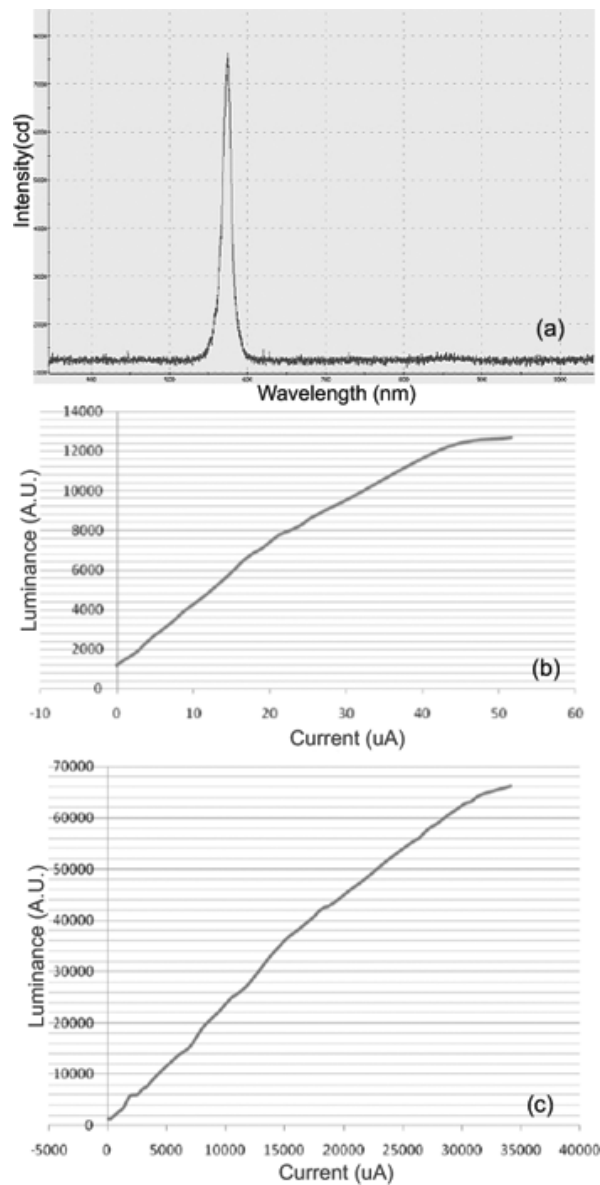 Intensity(cd)
(a)
Wavelength (nm)
14000
12000
10000
8000
6000
4000
2000
0
Luminance (A.U.)
(b)
-10 0 10 20 30 40 50 60
Current (uA)
70000
60000
50000
40000
30000
20000
10000
0
Luminance (A.U.)
(c)
-5000 0 5000 10000 15000 20000 25000 30000 35000 40000
Current (uA)